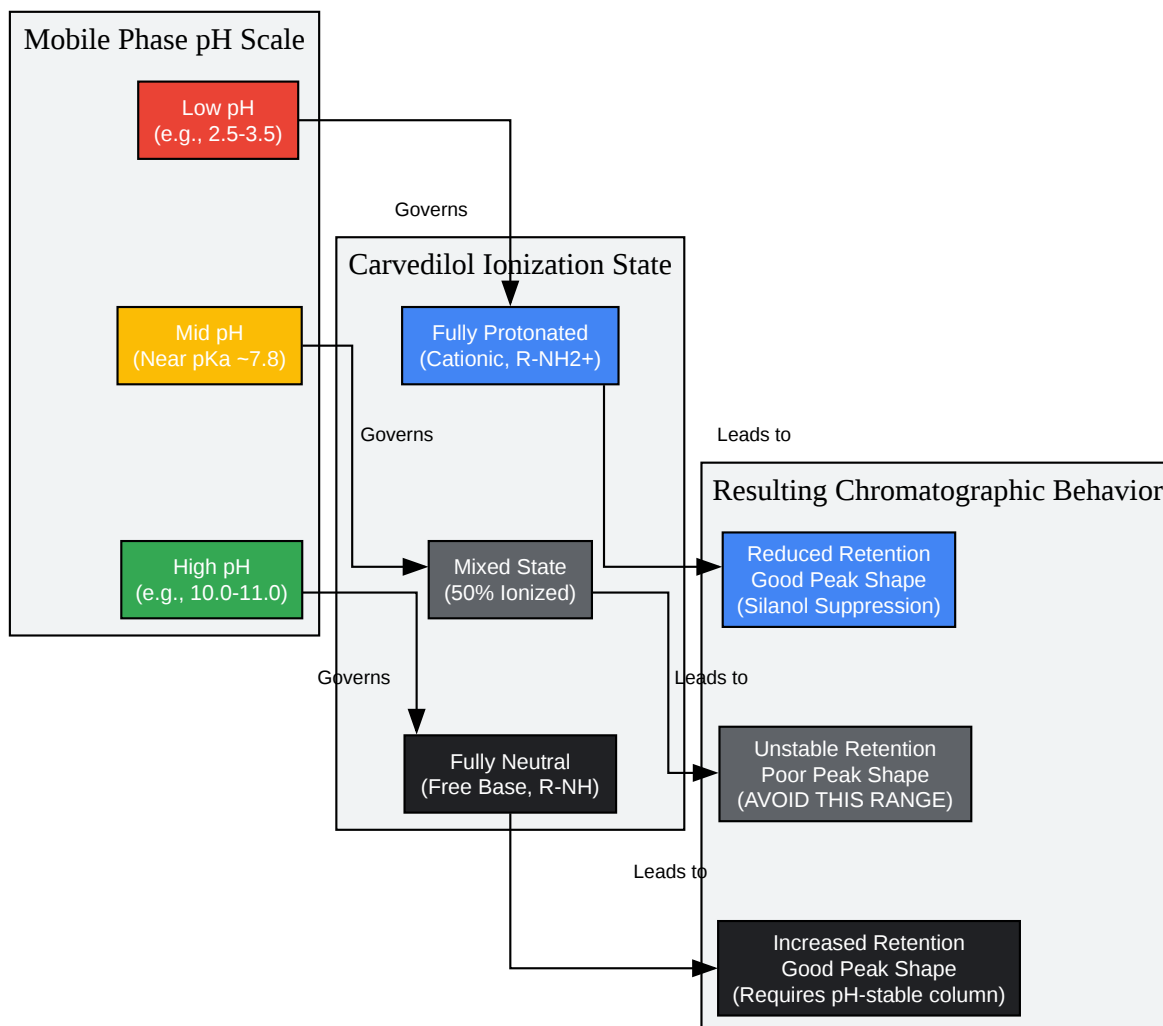 Mobile Phase pH Scale
Low pH
(e.g., 2.5-3.5)
Governs
Carvedilol Ionization State
Mid pH
(Near pKa ~7.8)
Fully Protonated
(Cationic, R-NH2+)
Governs
Leads to
Resulting Chromatographic Behavior
High pH
(e.g., 10.0-11.0)
Mixed State
(50% Ionized)
Reduced Retention
Good Peak Shape
(Silanol Suppression)
Governs
Leads to
Fully Neutral
(Free Base, R-NH)
Unstable Retention
Poor Peak Shape
(AVOID THIS RANGE)
Leads to
Increased Retention
Good Peak Shape
(Requires pH-stable column)